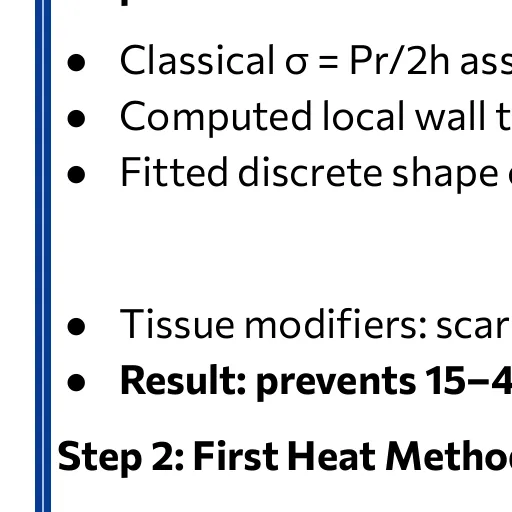 ● Classical σ = Pr/2h ass
● Computed local wall t
● Fitted discrete shape
● Tissue modifiers: scar
● Result: prevents 15–4
Step 2: First Heat Metho